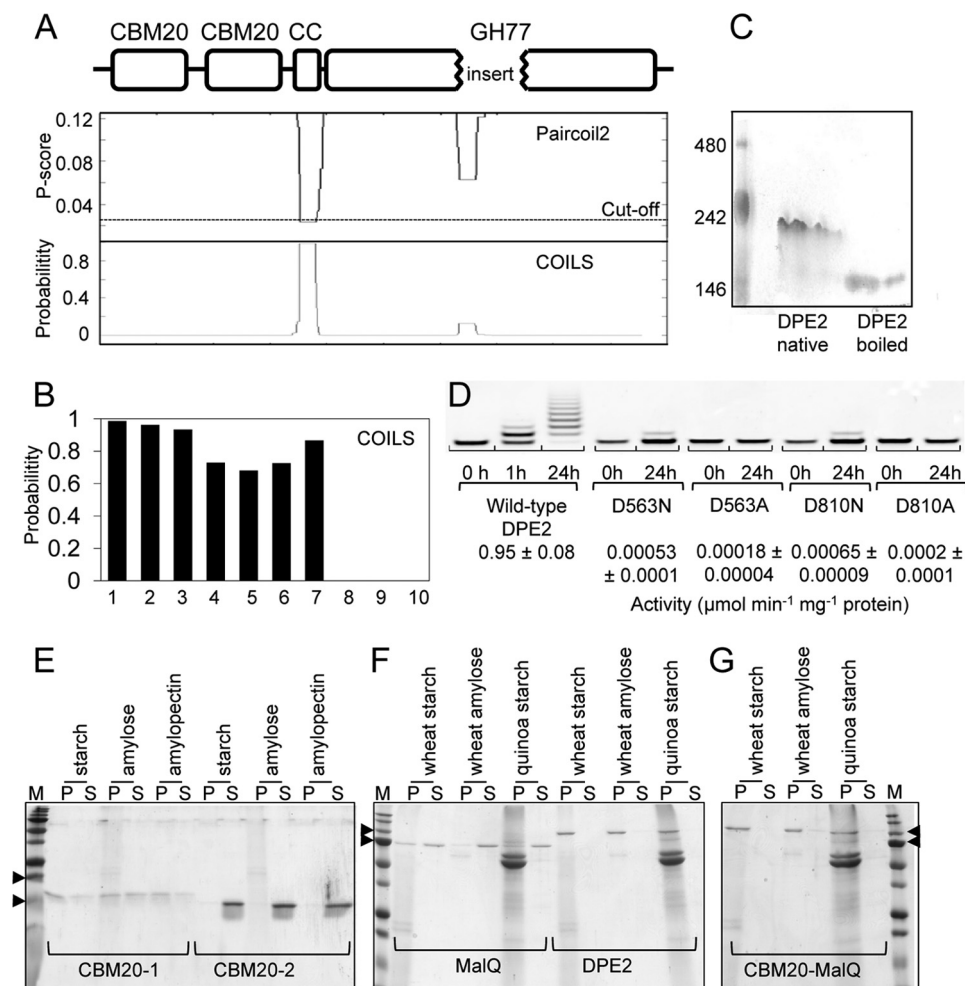 A
CBM20 CBM20 CC GH77
insert
0.12
Paircoil2
P-score
0.08
0.04
Cut-off
Probabilitity
0.8
COILS
0.4
0
C
480
242
146
DPE2 native
DPE2 boiled
B
COILS
Probabilitity
1
0.8
0.6
0.4
0.2
0
1 2 3 4 5 6 7 8 9 10
D
0 h 1h 24h 0h 24h 0h 24h 0h 24h 0h 24h
Wild-type DPE2 D563N D563A D810N D810A
0.95 ± 0.08
0.00053 ± 0.0001
0.00018 ± 0.00004
0.00065 ± 0.00009
0.0002 ± 0.0001
Activity (µmol min⁻¹ mg⁻¹ protein)
E
starch amylose amylopectin starch amylose amylopectin
M P S P S P S P S P S P S
CBM20-1 CBM20-2
F
wheat starch wheat amylose quinoa starch wheat starch wheat amylose quinoa starch
P S P S P S P S P S P S
MalQ DPE2
G
wheat starch wheat amylose quinoa starch
P S P S P S M
CBM20-MalQ